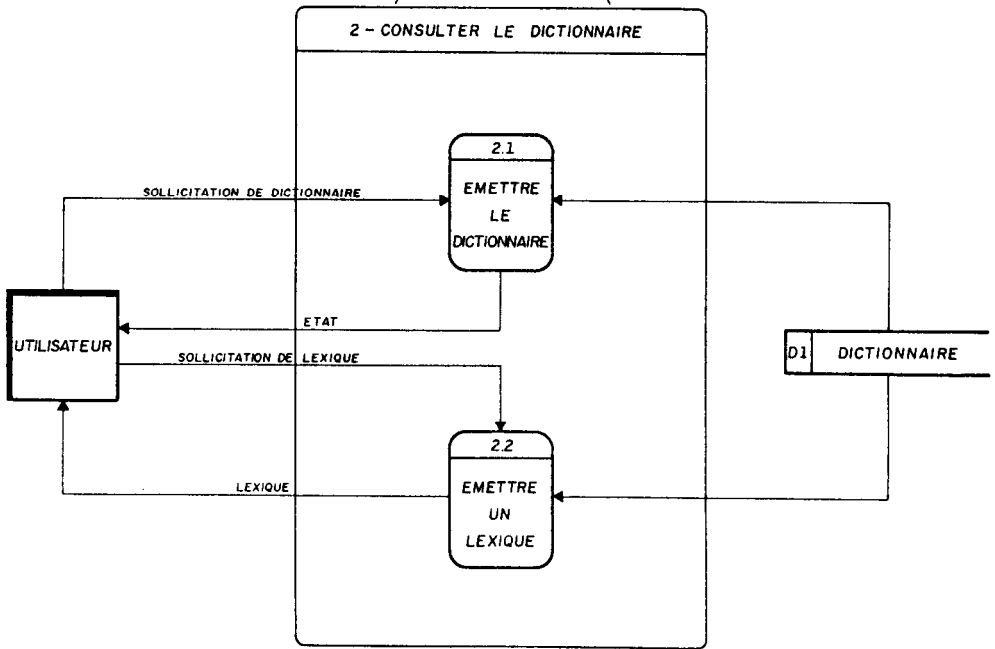 2 - CONSULTER LE DICTIONNAIRE
2.1
EMETTRE
LE
DICTIONNAIRE
SOLLICITATION DE DICTIONNAIRE
ETAT
UTILISATEUR
SOLLICITATION DE LEXIQUE
D1 DICTIONNAIRE
2.2
EMETTRE
UN
LEXIQUE
LEXIQUE